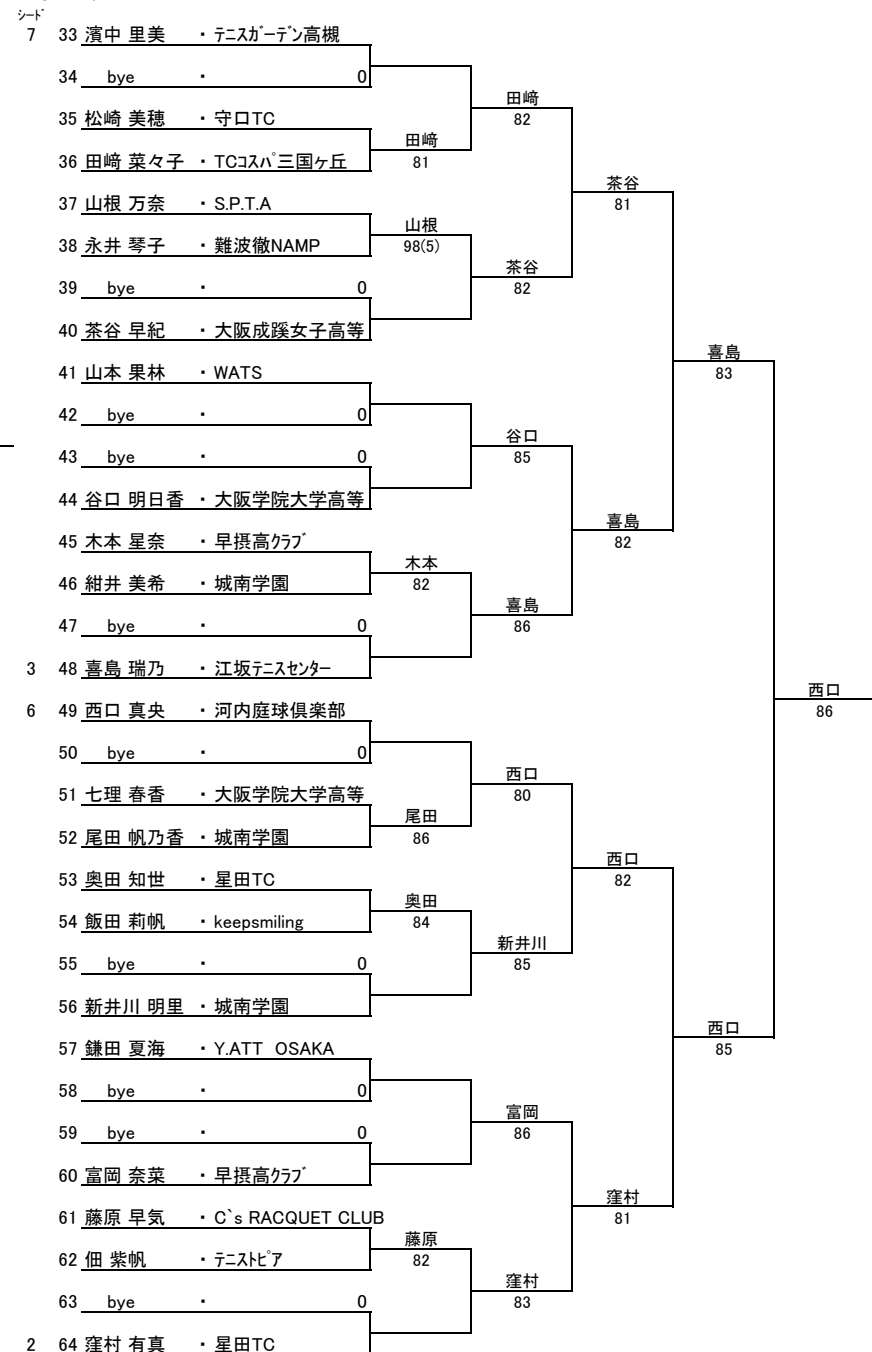 シード
7 33 濱中 里美 ・ テニスガーデン高槻
34 bye ・ 0
田﨑
82
35 松崎 美穂 ・ 守口TC
田﨑
81
36 田﨑 菜々子 ・ TCコスパ三国ヶ丘
茶谷
81
37 山根 万奈 ・ S.P.T.A
山根
98(5)
38 永井 琴子 ・ 難波徹NAMP
茶谷
82
39 bye ・ 0
40 茶谷 早紀 ・ 大阪成蹊女子高等
喜島
83
41 山本 果林 ・ WATS
42 bye ・ 0
谷口
85
43 bye ・ 0
44 谷口 明日香 ・ 大阪学院大学高等
喜島
82
45 木本 星奈 ・ 早摂高クラブ
木本
82
46 紺井 美希 ・ 城南学園
喜島
86
47 bye ・ 0
3 48 喜島 瑞乃 ・ 江坂テニスセンター
西口
86
6 49 西口 真央 ・ 河内庭球倶楽部
50 bye ・ 0
西口
80
51 七理 春香 ・ 大阪学院大学高等
尾田
86
52 尾田 帆乃香 ・ 城南学園
西口
82
53 奥田 知世 ・ 星田TC
奥田
84
54 飯田 莉帆 ・ keepsmiling
新井川
85
55 bye ・ 0
56 新井川 明里 ・ 城南学園
西口
85
57 鎌田 夏海 ・ Y.ATT OSAKA
58 bye ・ 0
富岡
86
59 bye ・ 0
60 富岡 奈菜 ・ 早摂高クラブ
窪村
81
61 藤原 早気 ・ C`s RACQUET CLUB
藤原
82
62 佃 紫帆 ・ テニストピア
窪村
83
63 bye ・ 0
2 64 窪村 有真 ・ 星田TC